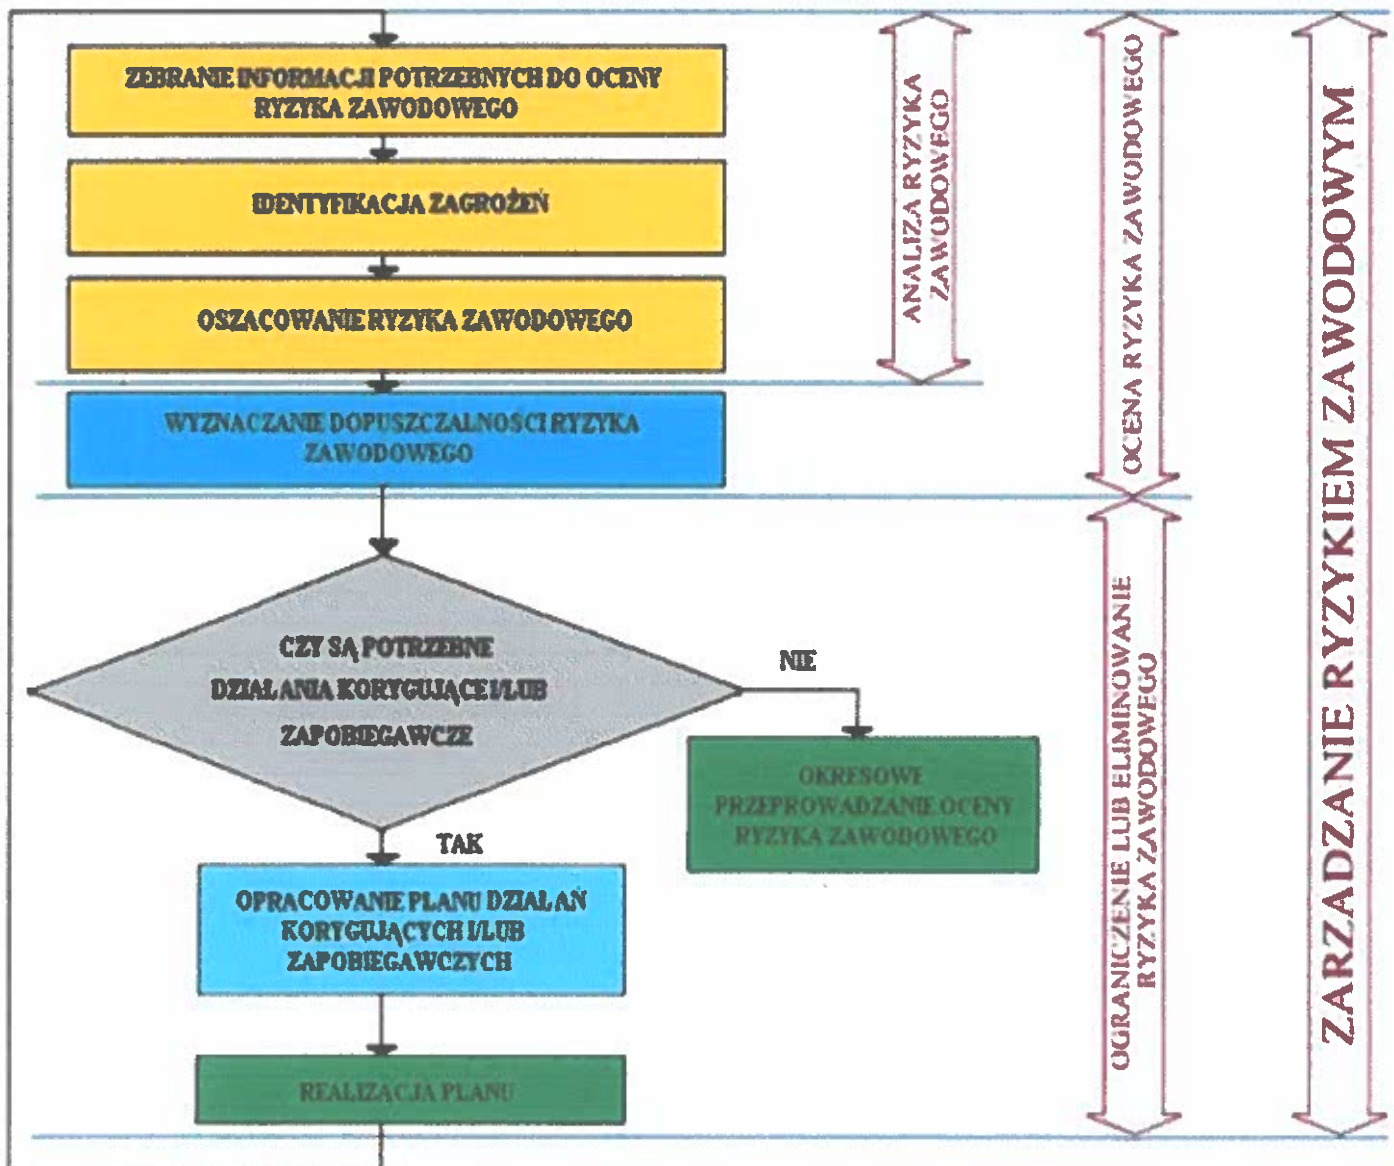 ZEBRANIE INFORMACJI POTRZEBNYCH DO OCENY
RYZYKA ZAWODOWEGO
IDENTYFIKACJA ZAGROŻEŃ
OSZACOWANIE RYZYKA ZAWODOWEGO
WYZNACZANIE DOPUSZCZALNOŚCI RYZYKA
ZAWODOWEGO
CZY SĄ POTRZEBNE
DZIAŁANIA KORYGUJĄCE I/LUB
ZAPOBIEGAWCZE
NIE
OKRESOWE
PRZEPROWADZANIE OCENY
RYZYKA ZAWODOWEGO
TAK
OPRACOWANIE PLANU DZIAŁAŃ
KORYGUJĄCYCH I/LUB
ZAPOBIEGAWCZYCH
REALIZACJA PLANU
ANALIZA RYZYKA
ZAWODOWEGO
OCENA RYZYKA ZAWODOWEGO
OGRANICZENIE LUB ELIMINOWANIE
RYZYKA ZAWODOWEGO
ZARZADZANIE RYZYKIEM ZAWODOWYM